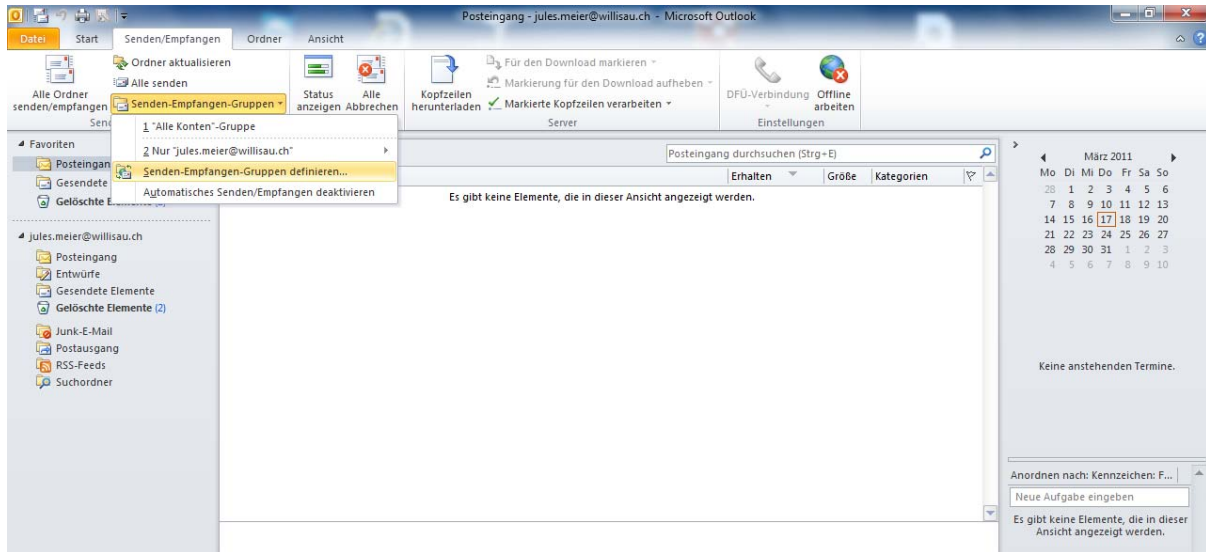 Posteingang - jules.meier@willisau.ch - Microsoft Outlook
Datei Start Senden/Empfangen Ordner Ansicht
Alle Ordner senden/empfangen
Ordner aktualisieren
Alle senden
Senden-Empfangen-Gruppen
Status anzeigen
Alle Abbrechen
Kopfzeilen herunterladen
Für den Download markieren
Markierung für den Download aufheben
Markierte Kopfzeilen verarbeiten
Server
DFÜ-Verbindung
Offline arbeiten
Einstellungen
1 "Alle Konten"-Gruppe
2 Nur "jules.meier@willisau.ch"
Senden-Empfangen-Gruppen definieren...
Automatisches Senden/Empfangen deaktivieren
Favoriten
Posteingan
Gesendete
Gelöschte
jules.meier@willisau.ch
Posteingang
Entwürfe
Gesendete Elemente
Gelöschte Elemente (2)
Junk-E-Mail
Postausgang
RSS-Feeds
Suchordner
Posteingang durchsuchen (Strg+E)
Erhalten Größe Kategorien
Es gibt keine Elemente, die in dieser Ansicht angezeigt werden.
März 2011
Mo Di Mi Do Fr Sa So
28 1 2 3 4 5 6
7 8 9 10 11 12 13
14 15 16 17 18 19 20
21 22 23 24 25 26 27
28 29 30 31 1 2 3
4 5 6 7 8 9 10
Keine anstehenden Termine.
Anordnen nach: Kennzeichen: F...
Neue Aufgabe eingeben
Es gibt keine Elemente, die in dieser
Ansicht angezeigt werden.